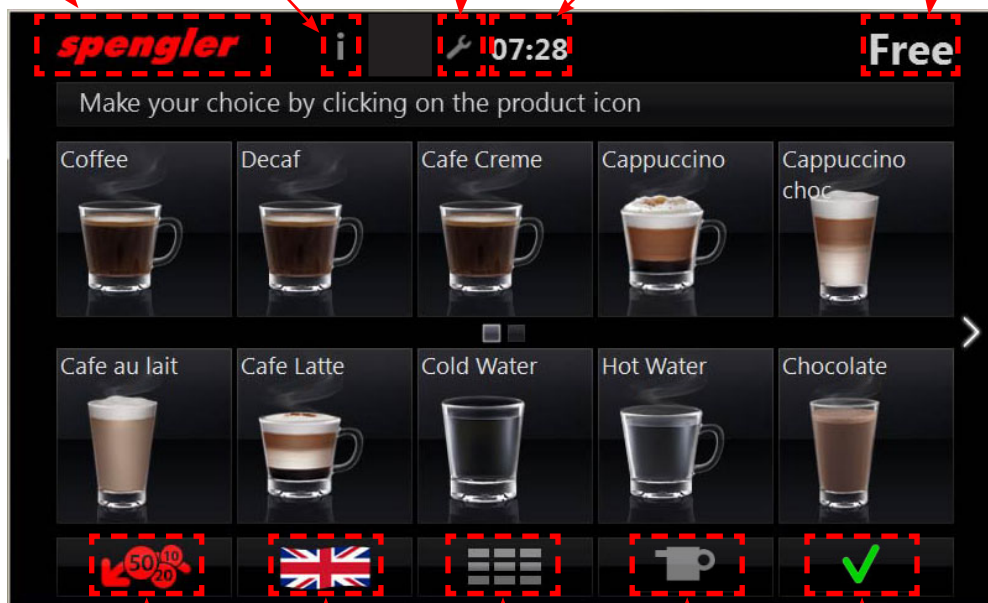 spengler i 07:28 Free
Make your choice by clicking on the product icon
Coffee
Decaf
Cafe Creme
Cappuccino
Cappuccino
choc
Cafe au lait
Cafe Latte
Cold Water
Hot Water
Chocolate
50 10
20